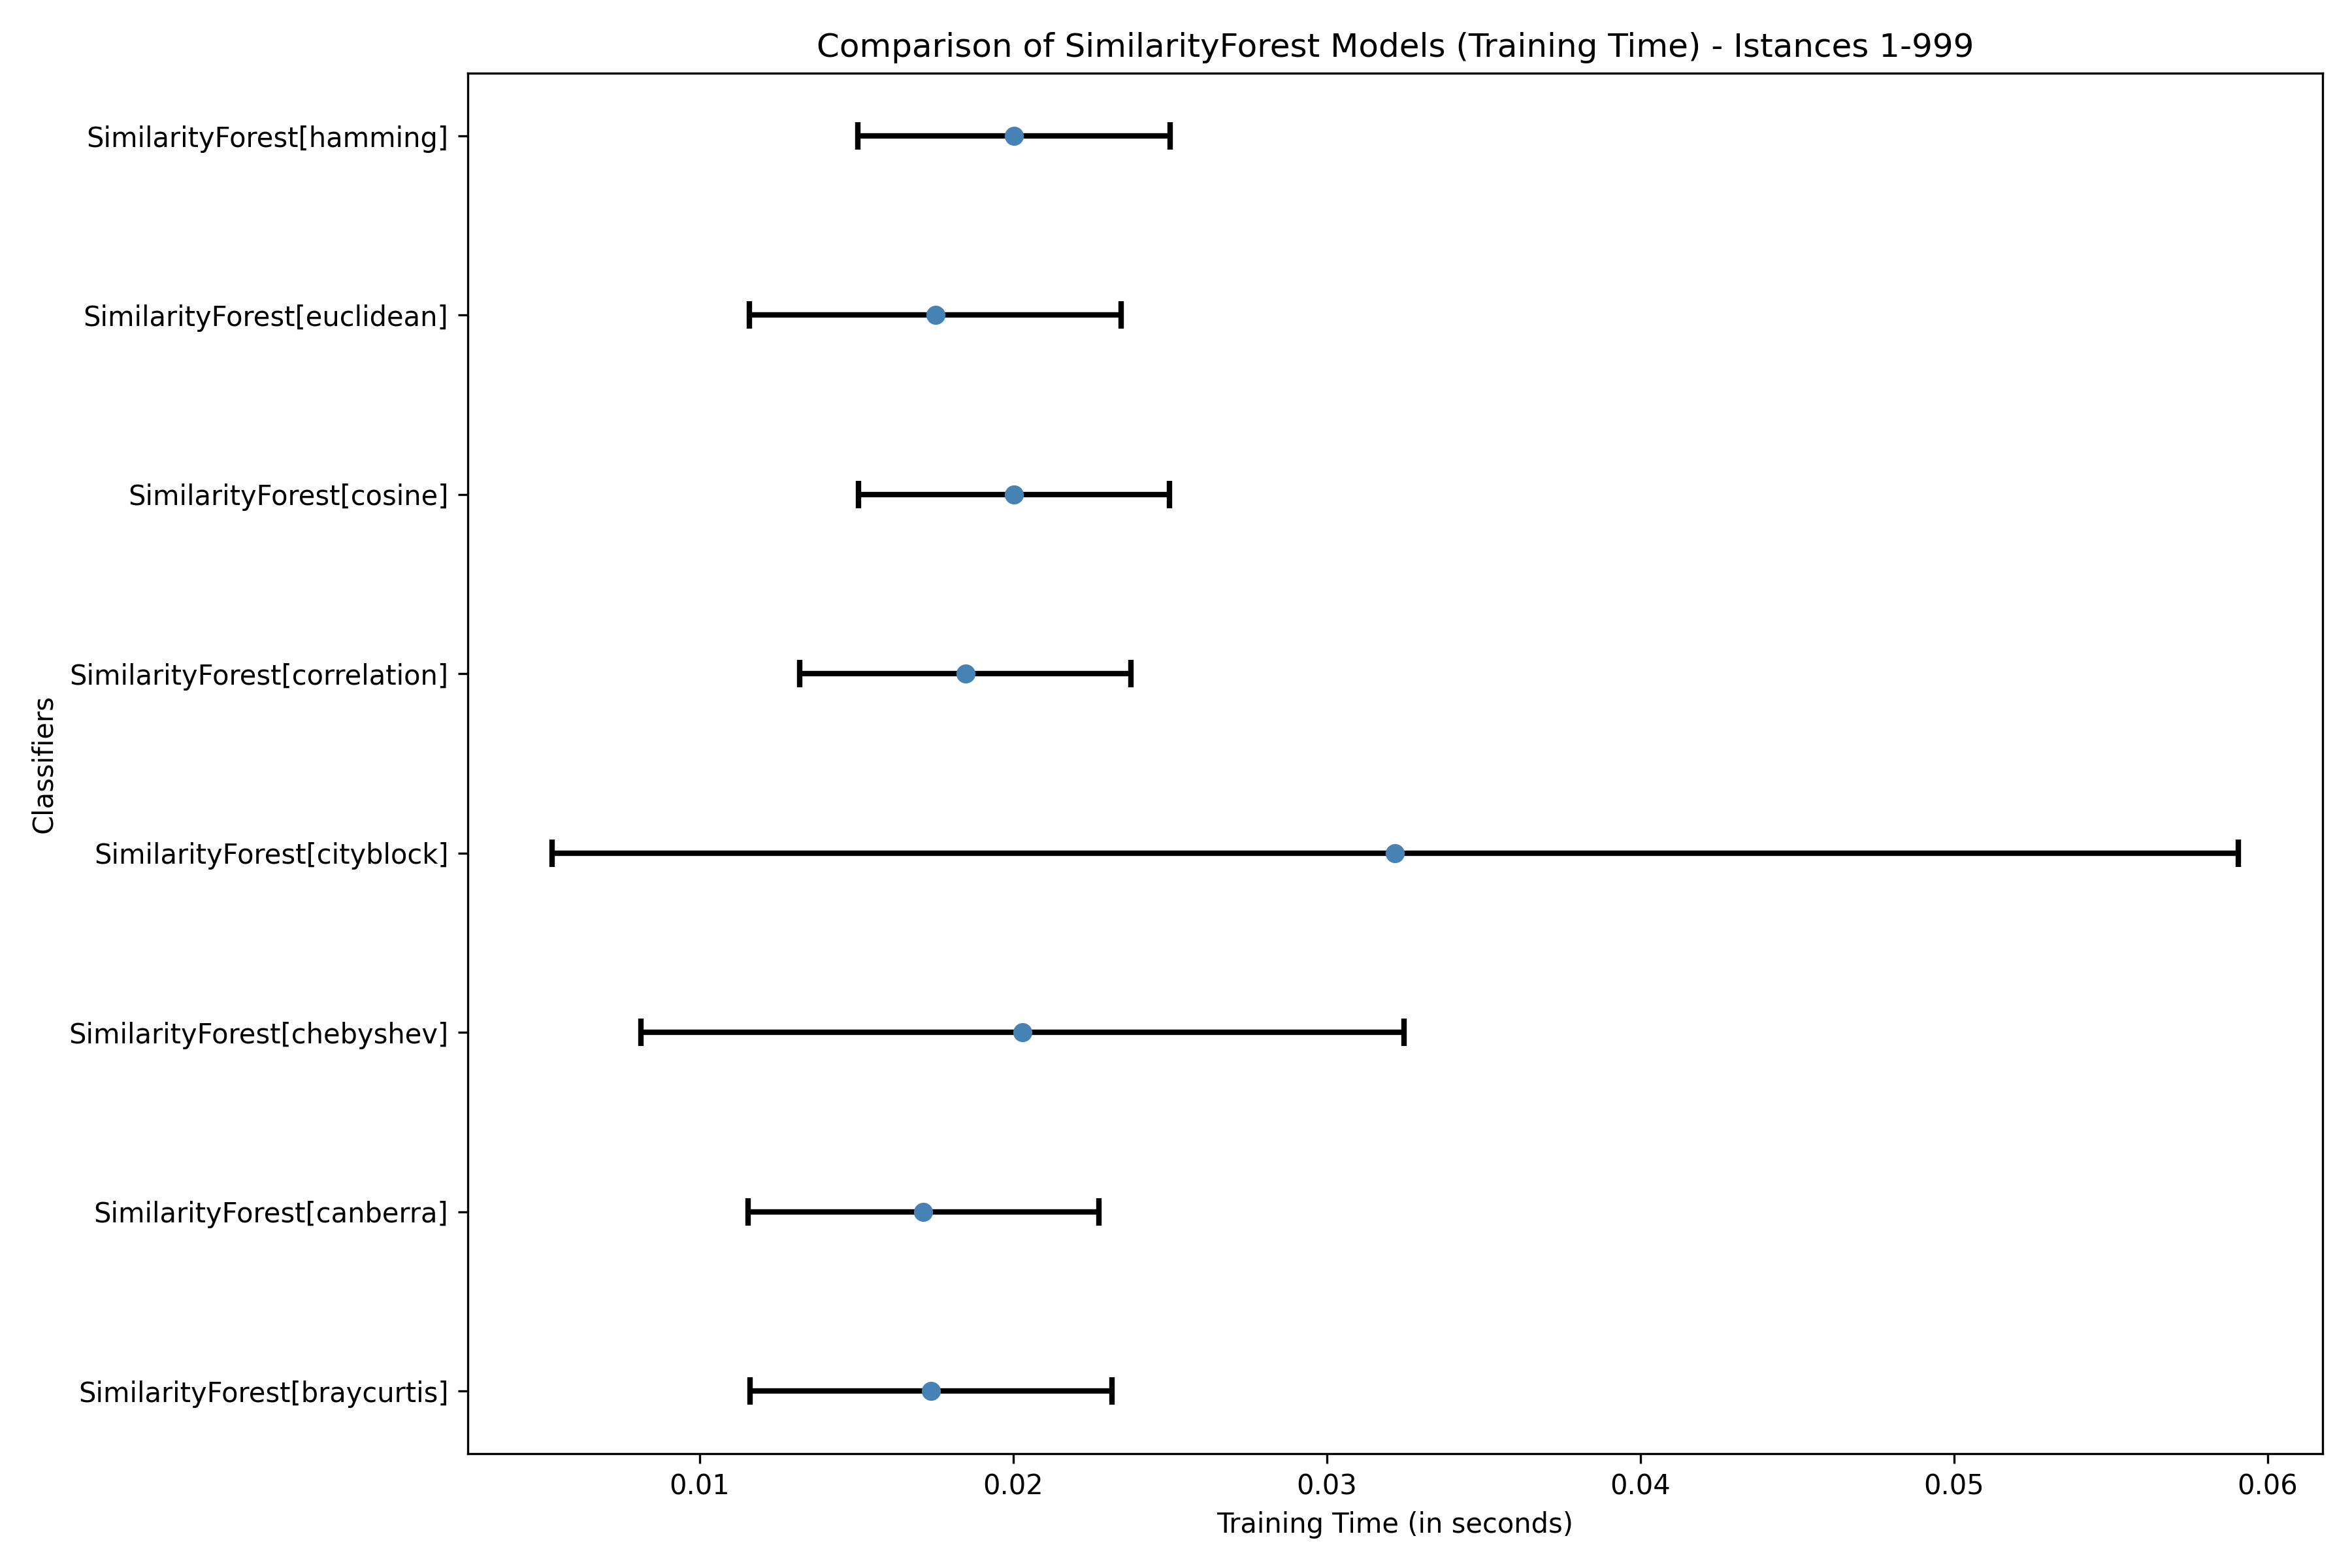 Comparison of SimilarityForest Models (Training Time) - Istances 1-999
SimilarityForest[hamming]
SimilarityForest[euclidean]
SimilarityForest[cosine]
SimilarityForest[correlation]
SimilarityForest[cityblock]
SimilarityForest[chebyshev]
SimilarityForest[canberra]
SimilarityForest[braycurtis]
Classifiers
0.01 0.02 0.03 0.04 0.05 0.06
Training Time (in seconds)